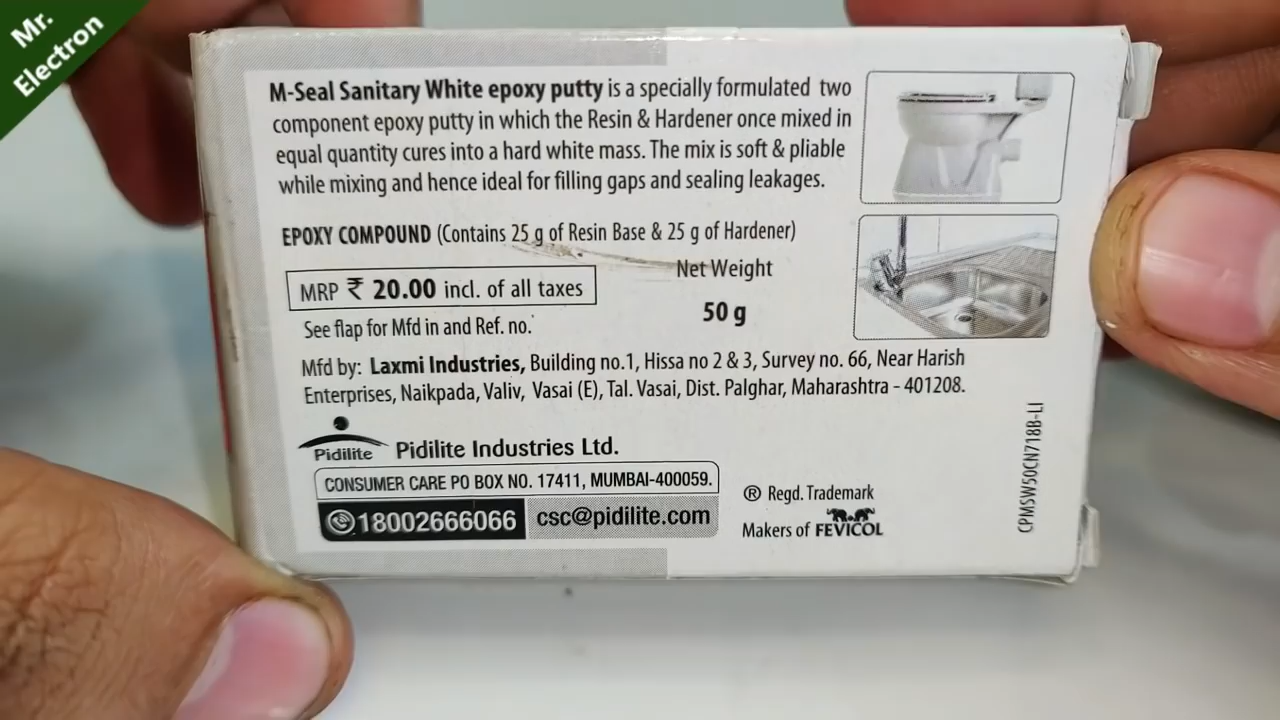 Mr.
Electron
M-Seal Sanitary White epoxy putty is a specially formulated two
component epoxy putty in which the Resin & Hardener once mixed in
equal quantity cures into a hard white mass. The mix is soft & pliable
while mixing and hence ideal for filling gaps and sealing leakages.
EPOXY COMPOUND (Contains 25 g of Resin Base & 25 g of Hardener)
MRP ₹ 20.00 incl. of all taxes
Net Weight
50 g
See flap for Mfd in and Ref. no.
Mfd by: Laxmi Industries, Building no.1, Hissa no 2 & 3, Survey no. 66, Near Harish
Enterprises, Naikpada, Valiv, Vasai (E), Tal. Vasai, Dist. Palghar, Maharashtra - 401208.
Pidilite
Pidilite Industries Ltd.
CONSUMER CARE PO BOX NO. 17411, MUMBAI-400059.
18002666066
csc@pidilite.com
® Regd. Trademark
Makers of FEVICOL
CPMSW50CN718B-LI